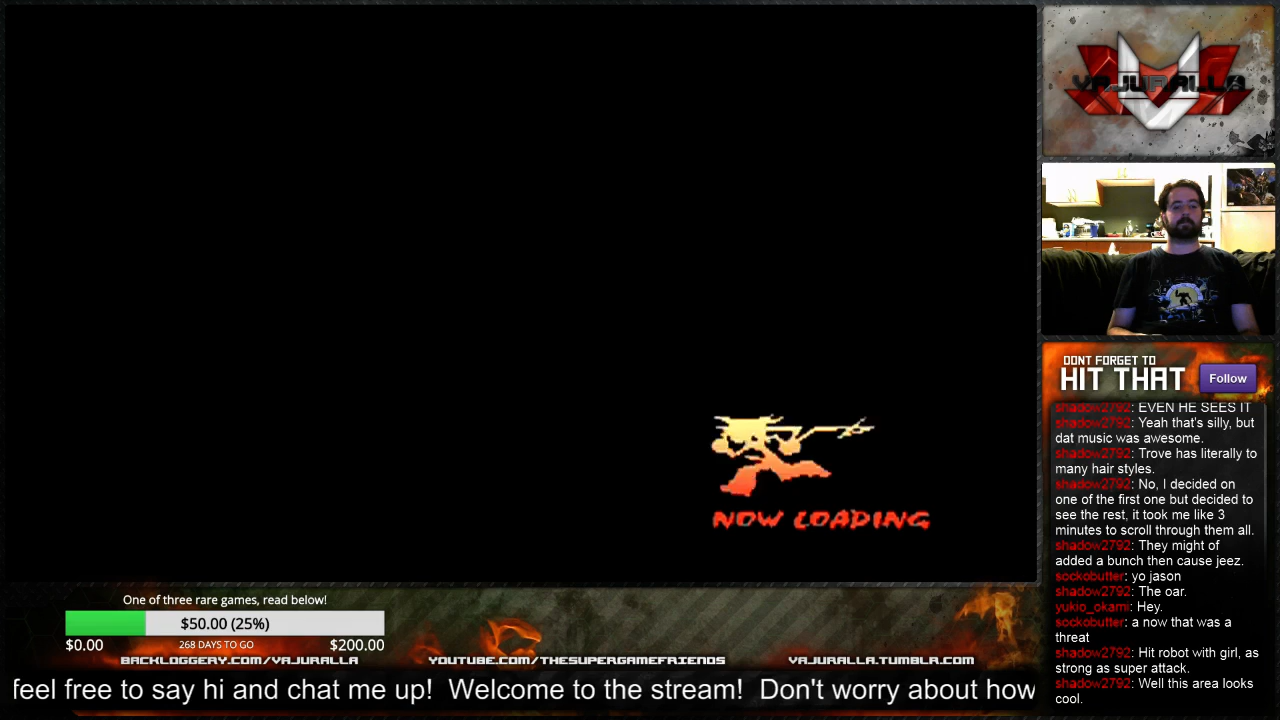 VAJURALLA
DONT FORGET TO
HIT THAT
Follow
shadow2792: EVEN HE SEES IT
shadow2792: Yeah that's silly, but
dat music was awesome.
shadow2792: Trove has literally to
many hair styles.
shadow2792: No, I decided on
one of the first one but decided to
see the rest, it took me like 3
minutes to scroll through them all.
shadow2792: They might of
added a bunch then cause jeez.
sockobutter: yo jason
shadow2792: The oar.
yukio_okami: Hey.
sockobutter: a now that was a
threat
shadow2792: Hit robot with girl, as
strong as super attack.
shadow2792: Well this area looks
cool.
NOW LOADING
One of three rare games, read below!
$50.00 (25%)
$0.00
268 DAYS TO GO
$200.00
BACKLOGGERY.COM/VAJURALLA
YOUTUBE.COM/THESUPERGAMEFRIENDS
VAJURALLA.TUMBLR.COM
feel free to say hi and chat me up! Welcome to the stream! Don't worry about how